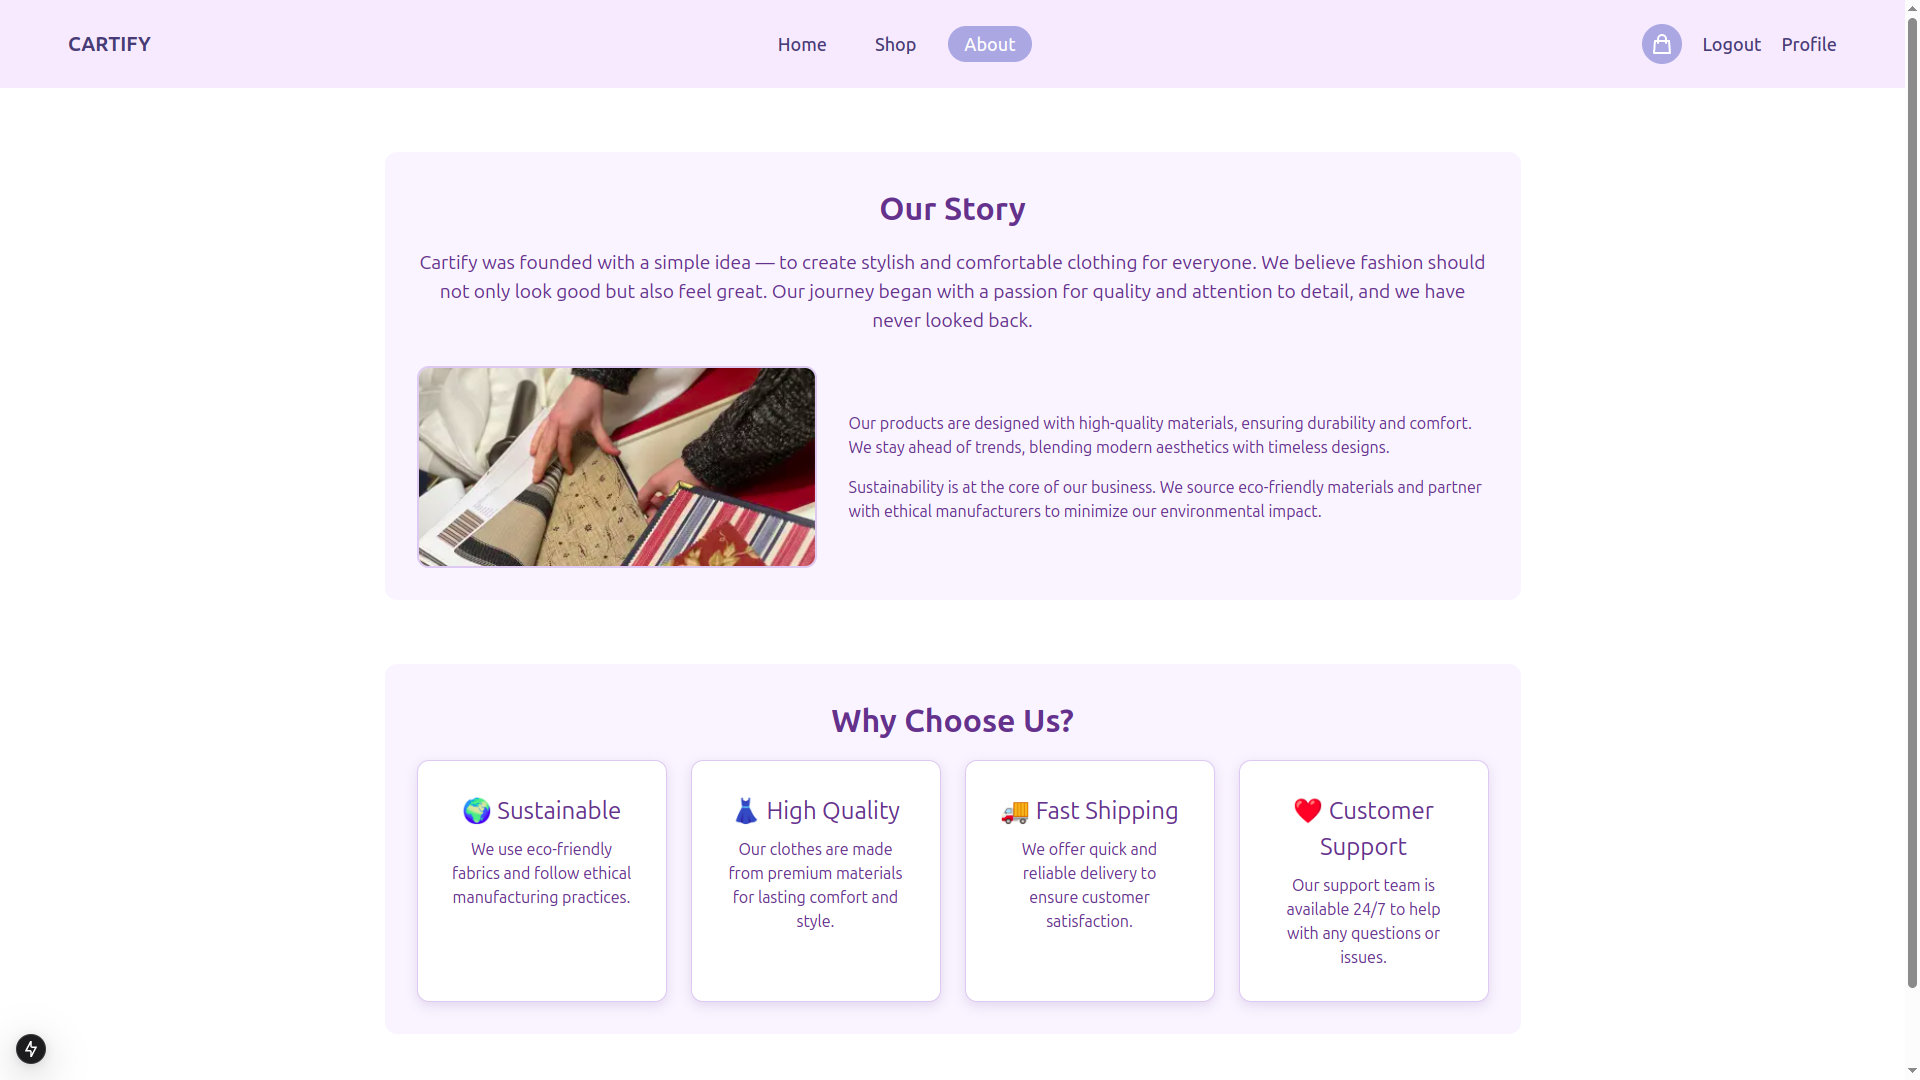 CARTIFY
Home
Shop
About
Logout
Profile
Our Story
Cartify was founded with a simple idea — to create stylish and comfortable clothing for everyone. We believe fashion should
not only look good but also feel great. Our journey began with a passion for quality and attention to detail, and we have
never looked back.
Our products are designed with high-quality materials, ensuring durability and comfort.
We stay ahead of trends, blending modern aesthetics with timeless designs.
Sustainability is at the core of our business. We source eco-friendly materials and partner
with ethical manufacturers to minimize our environmental impact.
Why Choose Us?
🌍 Sustainable
We use eco-friendly
fabrics and follow ethical
manufacturing practices.
👗 High Quality
Our clothes are made
from premium materials
for lasting comfort and
style.
🚚 Fast Shipping
We offer quick and
reliable delivery to
ensure customer
satisfaction.
❤️ Customer
Support
Our support team is
available 24/7 to help
with any questions or
issues.